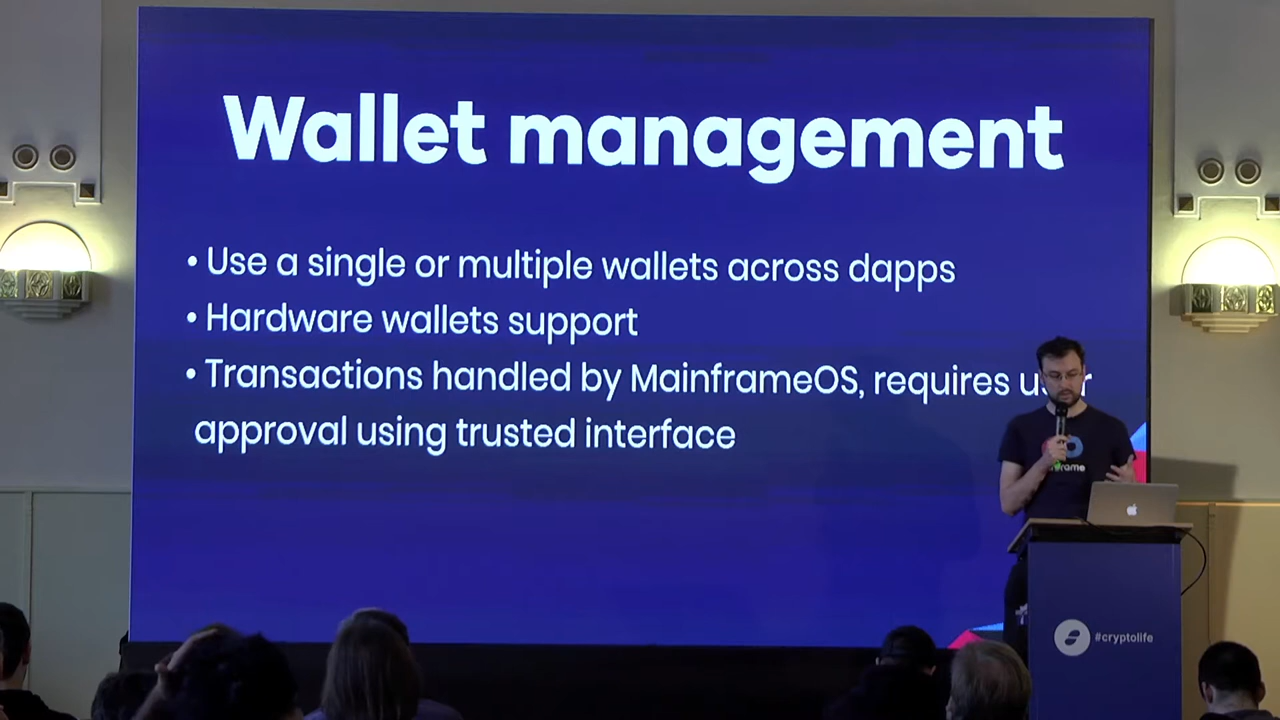 Wallet management
• Use a single or multiple wallets across dapps
• Hardware wallets support
• Transactions handled by MainframeOS, requires
approval using trusted interface
#cryptolife